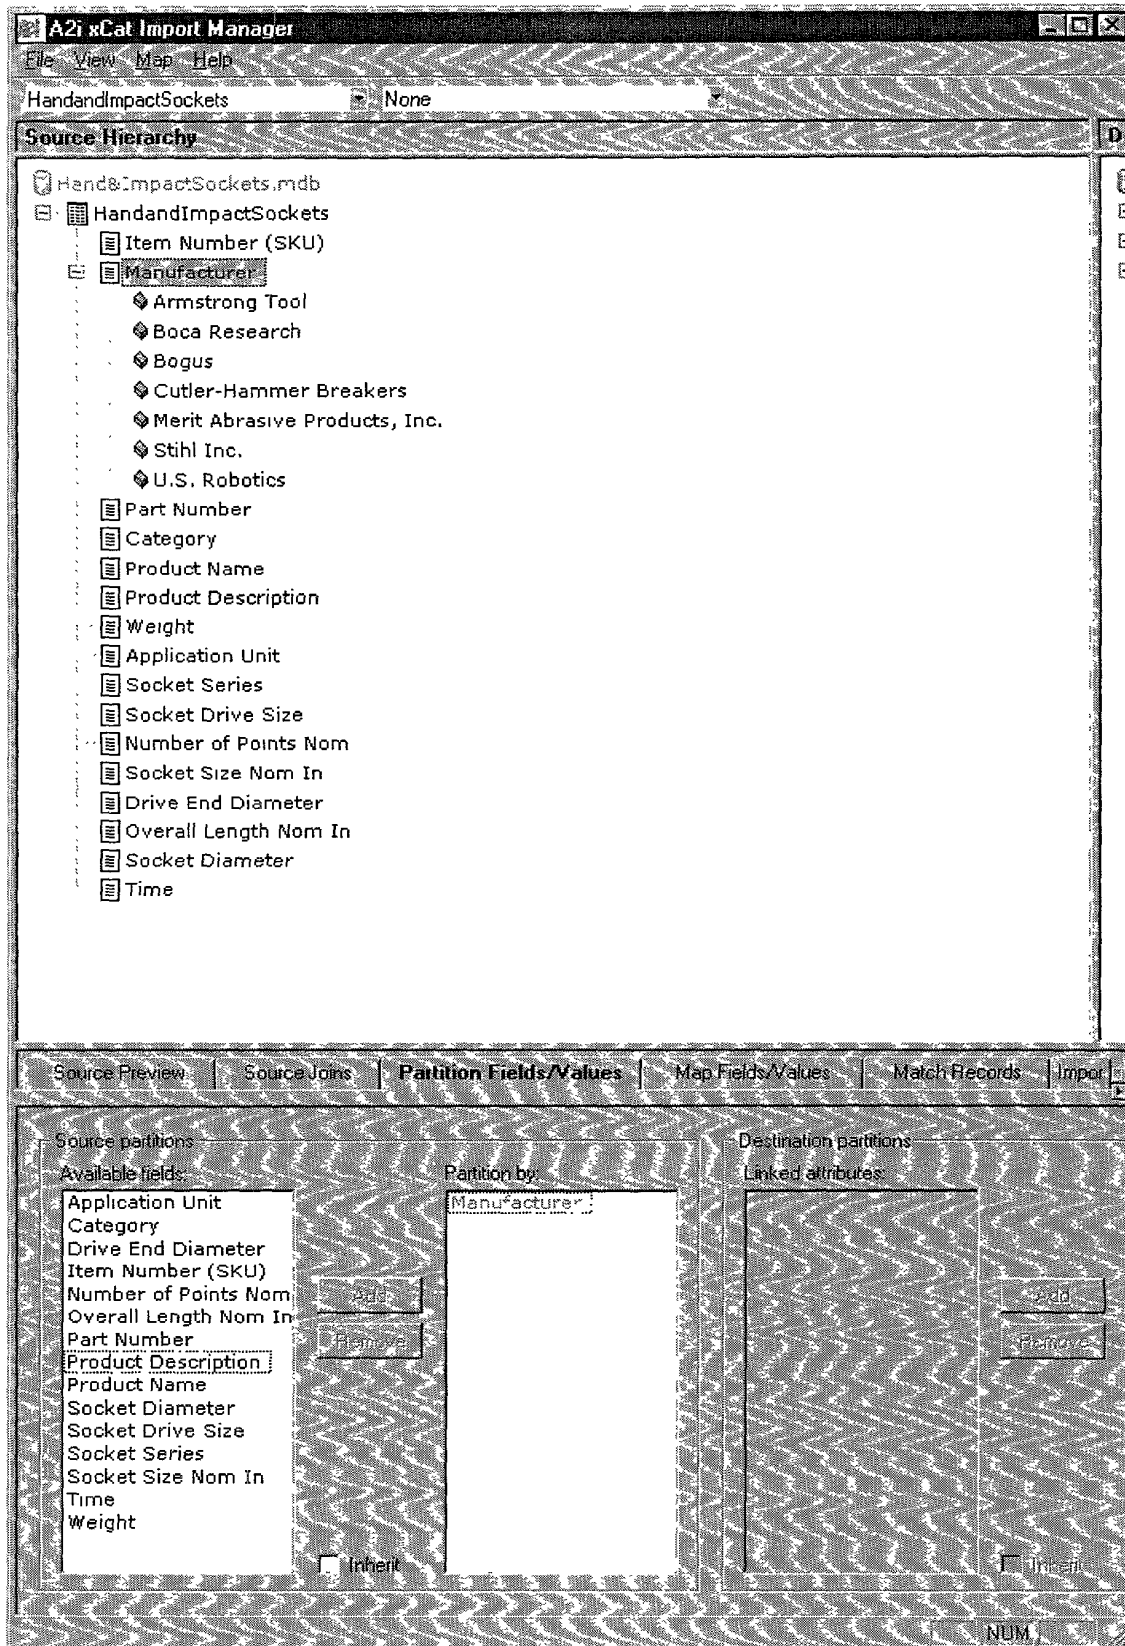 A2i xCat Import Manager
File View Map Help
HandandImpactSockets None
Source Hierarchy D
Hand&ImpactSockets.mdb
HandandImpactSockets
Item Number (SKU)
Manufacturer
Armstrong Tool
Boca Research
Bogus
Cutler-Hammer Breakers
Merit Abrasive Products, Inc.
Stihl Inc.
U.S. Robotics
Part Number
Category
Product Name
Product Description
Weight
Application Unit
Socket Series
Socket Drive Size
Number of Points Nom
Socket Size Nom In
Drive End Diameter
Overall Length Nom In
Socket Diameter
Time
Source Preview Source Joins Partition Fields/Values Map Fields/Values Match Records Impor
Source partitions Destination partitions
Available fields: Partition by: Linked attributes:
Application Unit Manufacturer
Category
Drive End Diameter
Item Number (SKU)
Number of Points Nom Add Add
Overall Length Nom In
Part Number Remove Remove
Product Description
Product Name
Socket Diameter
Socket Drive Size
Socket Series
Socket Size Nom In
Time
Weight
Inherit Inherit
NUM